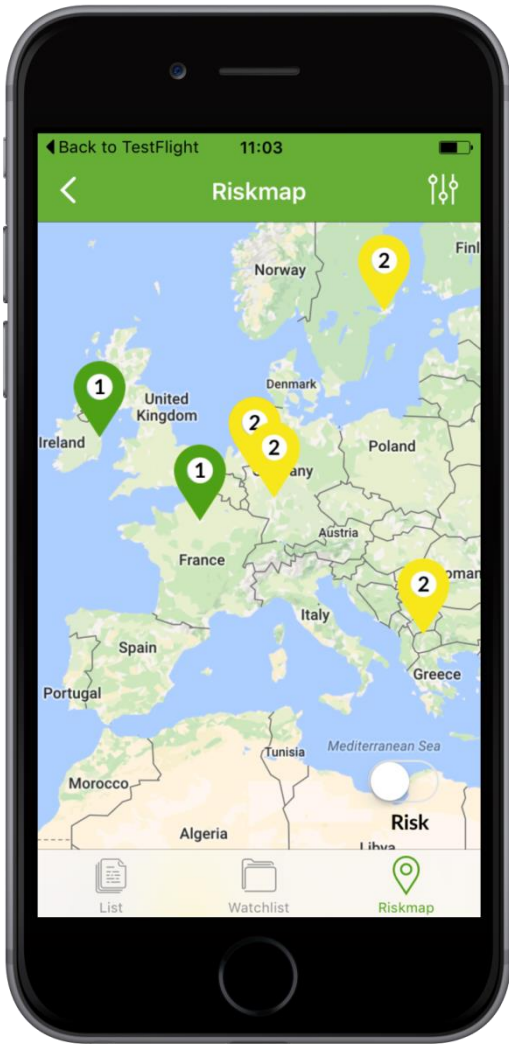 Back to TestFlight 11:03
Riskmap
Norway
2
Finl
1
Denmark
United
Kingdom
2
Ireland
2
1
Poland
any
Austria
France
2
oman
Italy
Spain
Greece
Portugal
Tunisia
Mediterranean Sea
Morocco
Risk
Algeria
Libya
List
Watchlist
Riskmap